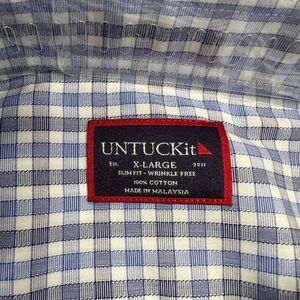 UNTUCKit
Est. X-LARGE 2011
SLIM FIT - WRINKLE FREE
100% COTTON
MADE IN MALAYSIA